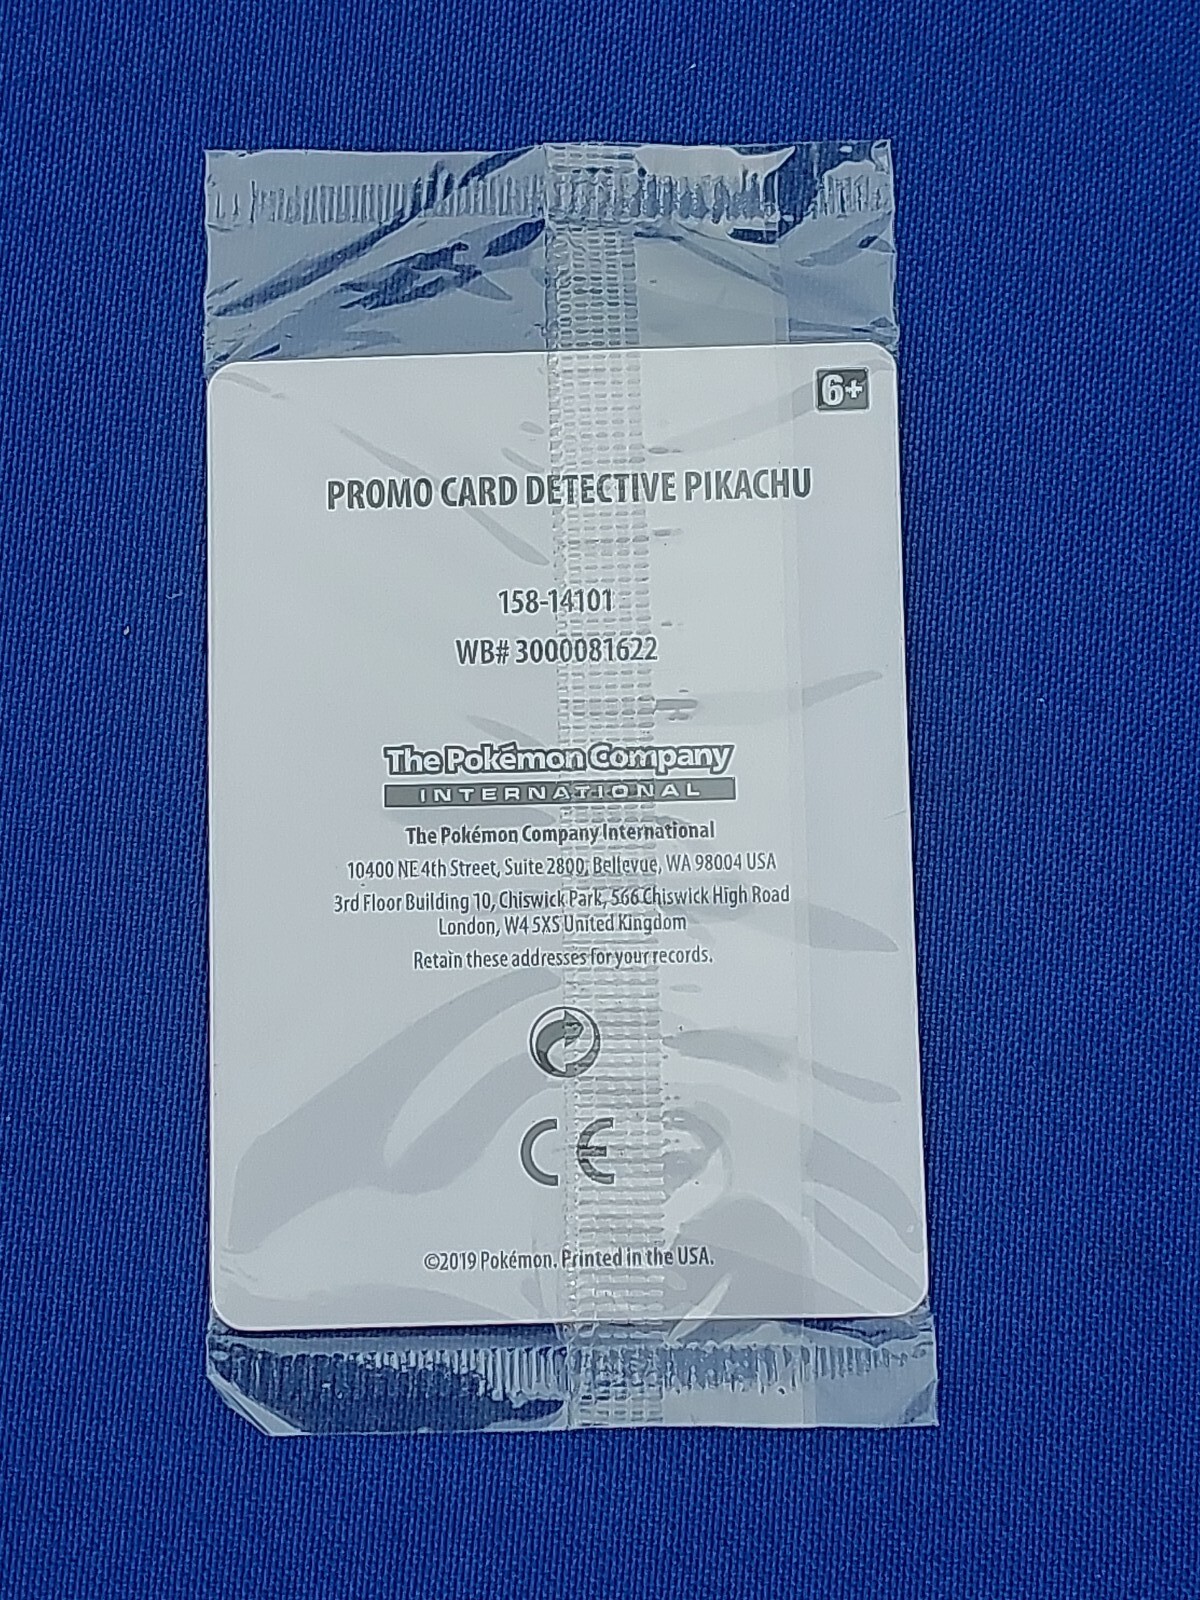 6+
PROMO CARD DETECTIVE PIKACHU
158-14101
WB# 3000081622
The Pokémon Company
INTERNATIONAL
The Pokémon Company International
10400 NE 4th Street, Suite 2800, Bellevue, WA 98004 USA
3rd Floor Building 10, Chiswick Park, 566 Chiswick High Road
London, W4 5XS United Kingdom
Retain these addresses for your records.
CE
©2019 Pokémon. Printed in the USA.